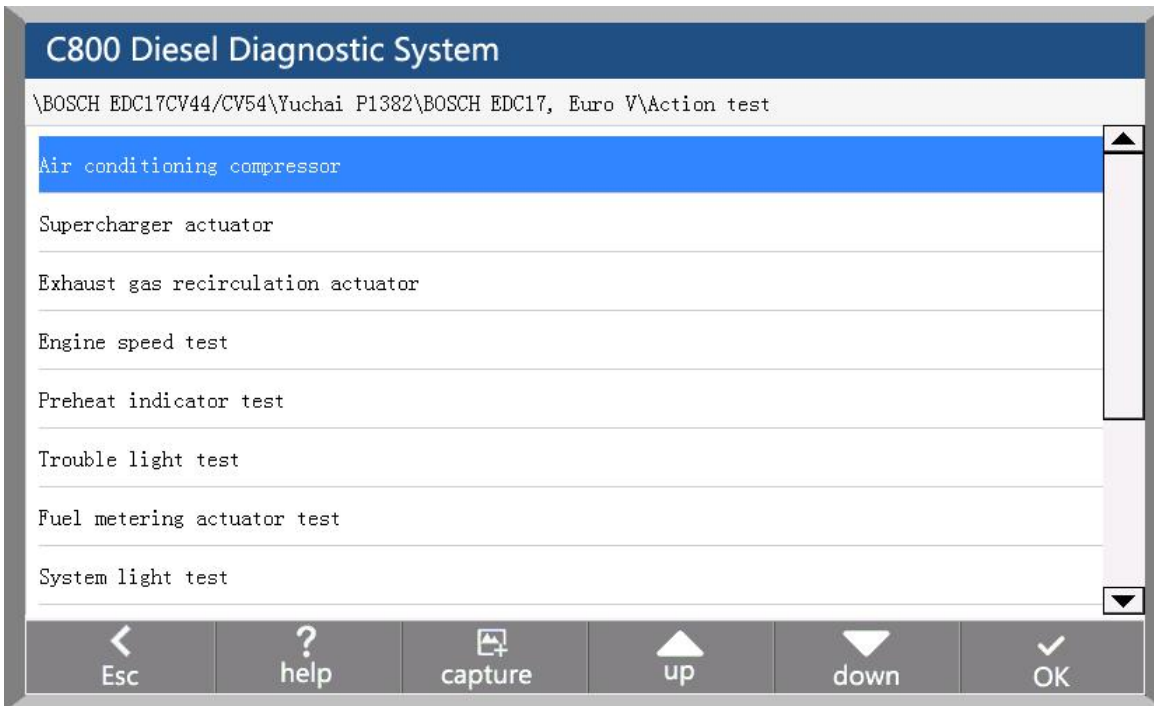 C800 Diesel Diagnostic System
\BOSCH EDC17CV44/CV54\Yuchai P1382\BOSCH EDC17, Euro V\Action test
Air conditioning compressor
Supercharger actuator
Exhaust gas recirculation actuator
Engine speed test
Preheat indicator test
Trouble light test
Fuel metering actuator test
System light test
Esc
help
capture
up
down
OK